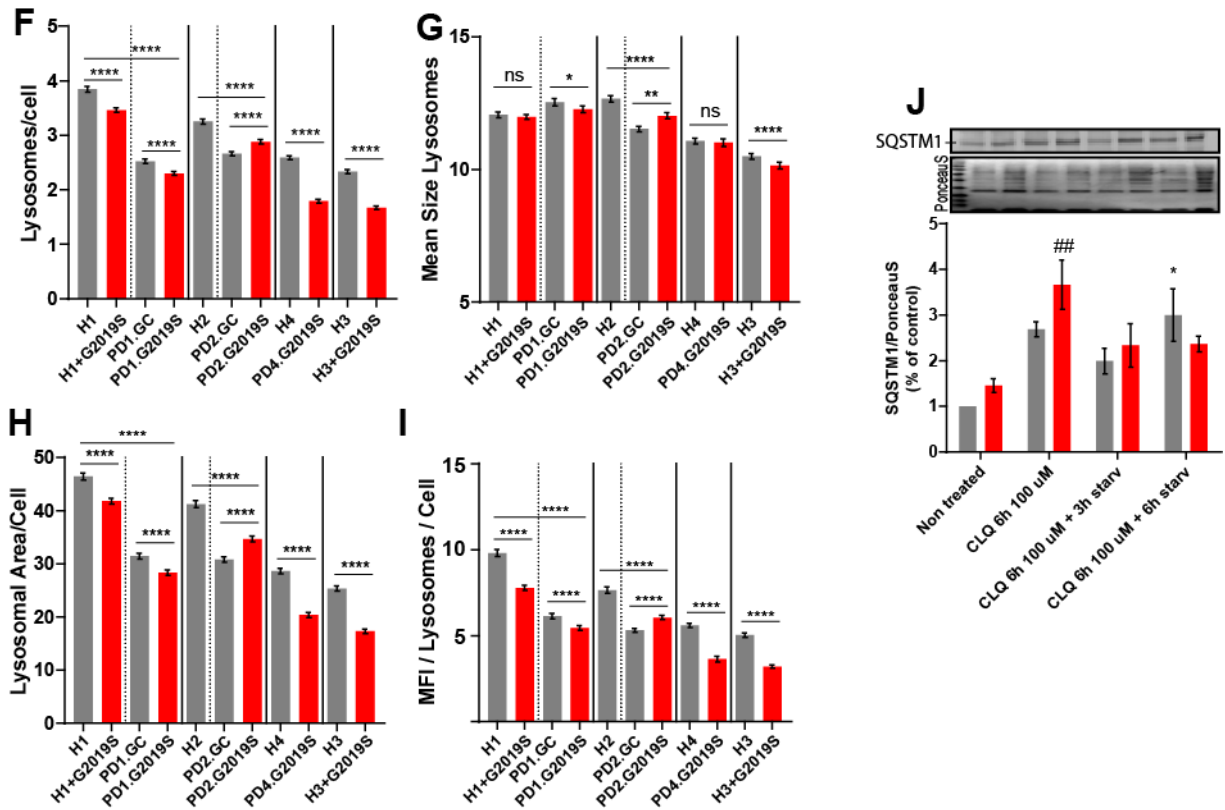 F
Lysosomes/cell
5
4
3
2
1
0
****
****
****
****
****
****
****
H1
H1+G2019S
PD1.GC
PD1.G2019S
H2
PD2.GC
PD2.G2019S
H4
PD4.G2019S
H3
H3+G2019S
G
Mean Size Lysosomes
15
10
5
ns
*
****
**
ns
****
H1
H1+G2019S
PD1.GC
PD1.G2019S
H2
PD2.GC
PD2.G2019S
H4
PD4.G2019S
H3
H3+G2019S
H
Lysosomal Area/Cell
50
40
30
20
10
0
****
****
****
****
****
****
****
H1
H1+G2019S
PD1.GC
PD1.G2019S
H2
PD2.GC
PD2.G2019S
H4
PD4.G2019S
H3
H3+G2019S
I
MFI / Lysosomes / Cell
15
10
5
****
****
****
****
****
****
****
H1
H1+G2019S
PD1.GC
PD1.G2019S
H2
PD2.GC
PD2.G2019S
H4
PD4.G2019S
H3
H3+G2019S
J
SQSTM1
PonceauS
SQSTM1/PonceauS
(% of control)
5
4
3
2
1
0
##
*
Non treated
CLQ 6h 100 uM
CLQ 6h 100 uM + 3h starv
CLQ 6h 100 uM + 6h starv